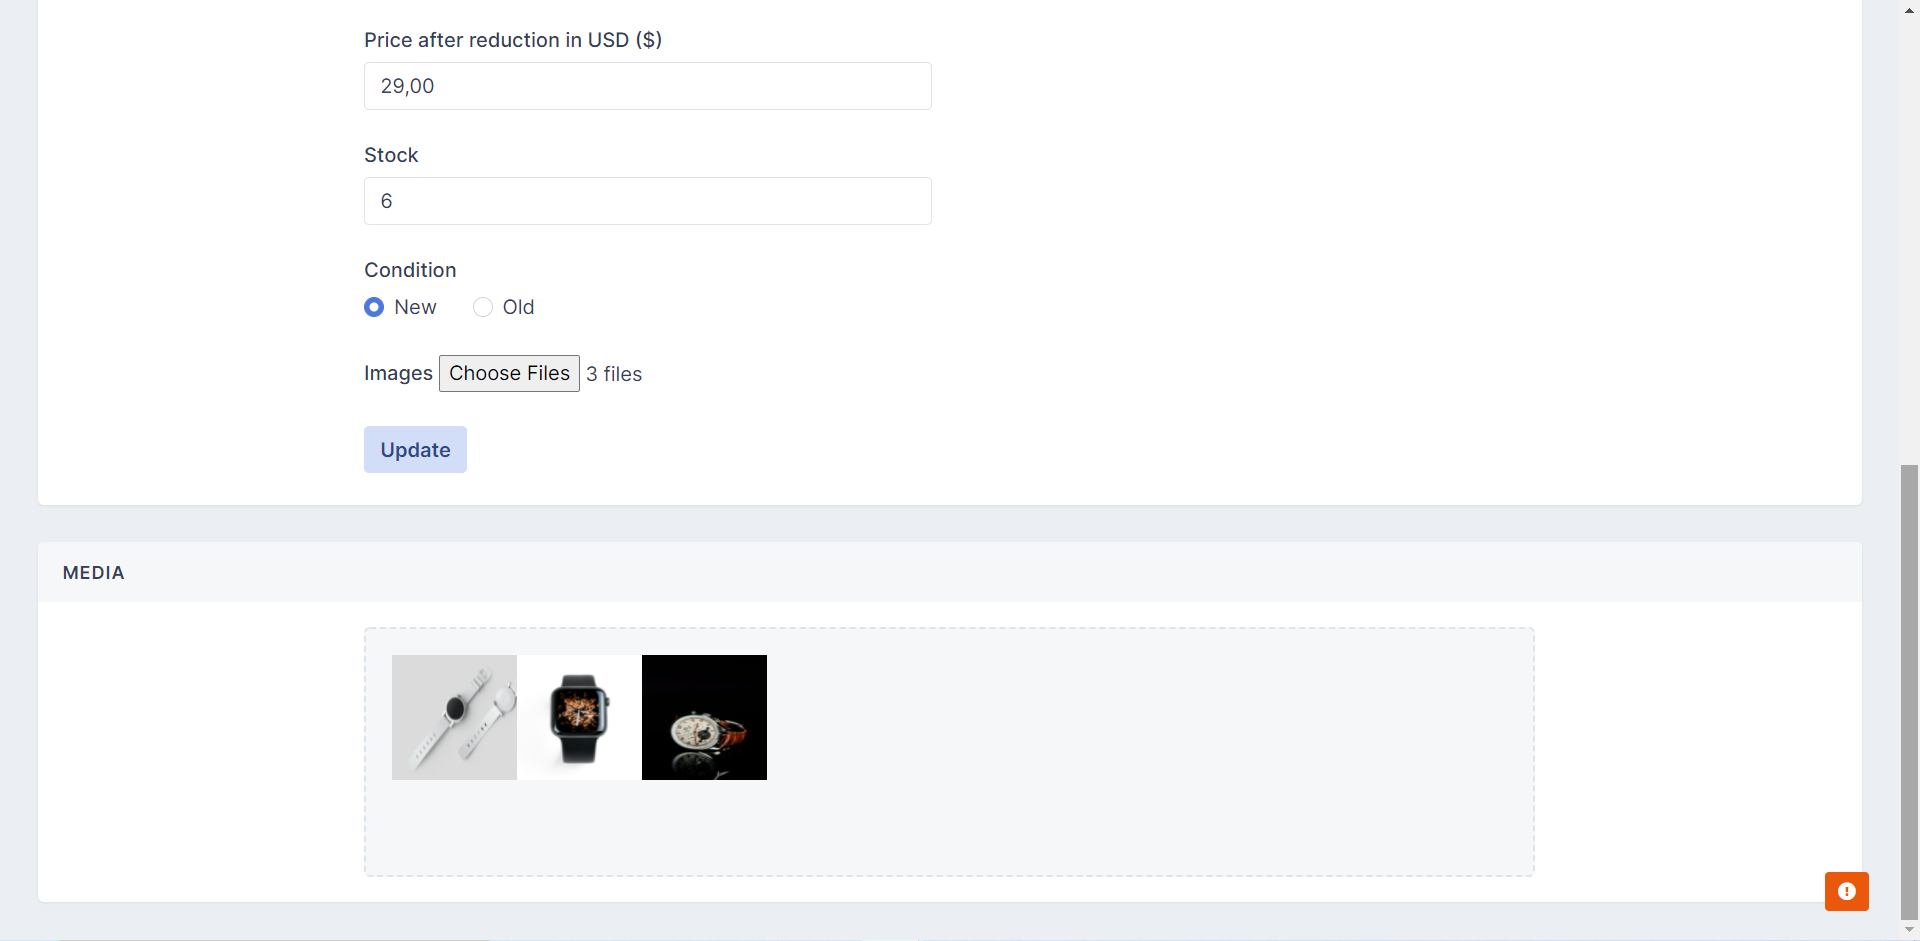 Price after reduction in USD ($)
29,00
Stock
6
Condition
New Old
Images Choose Files 3 files
Update
MEDIA